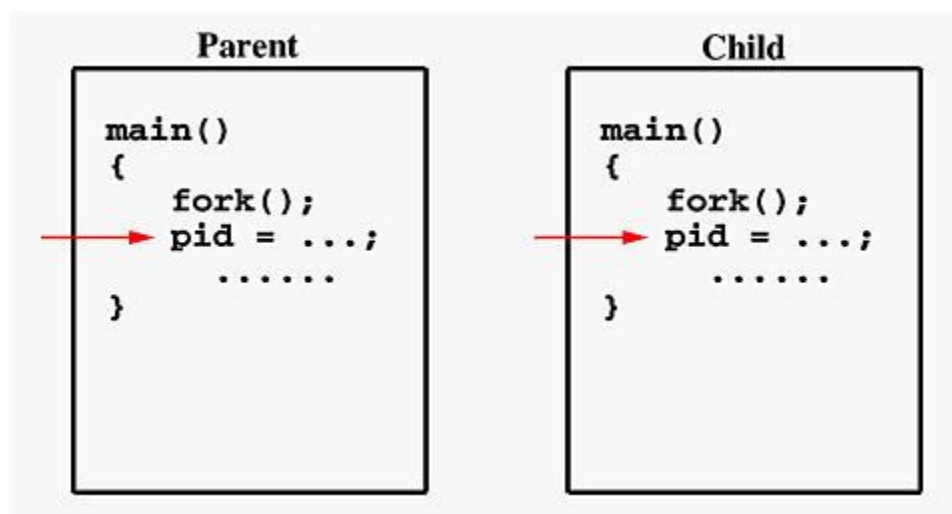 Parent
main()
{
fork();
pid = ...;
......
}
Child
main()
{
fork();
pid = ...;
......
}